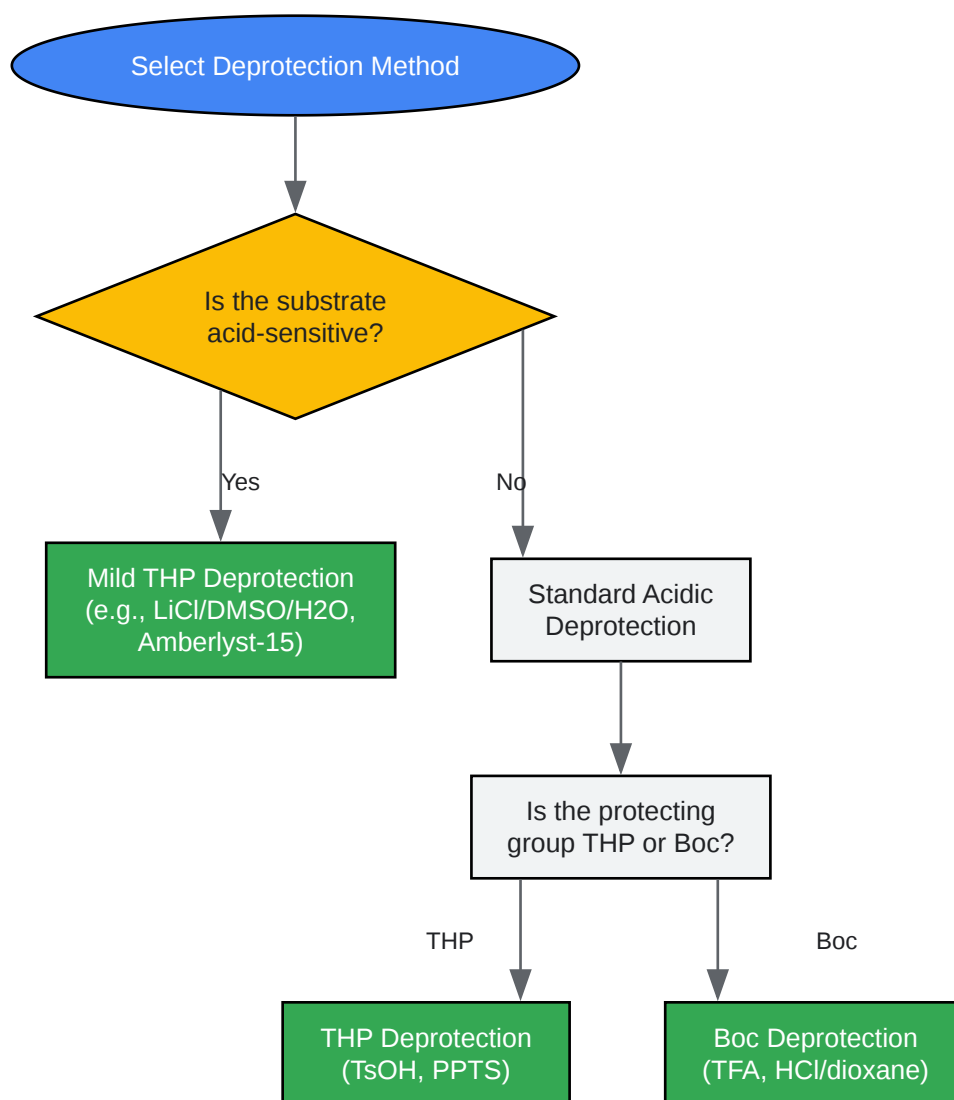 Select Deprotection Method
Is the substrate
acid-sensitive?
Yes
No
Mild THP Deprotection
(e.g., LiCl/DMSO/H2O,
Amberlyst-15)
Standard Acidic
Deprotection
Is the protecting
group THP or Boc?
THP
Boc
THP Deprotection
(TsOH, PPTS)
Boc Deprotection
(TFA, HCl/dioxane)